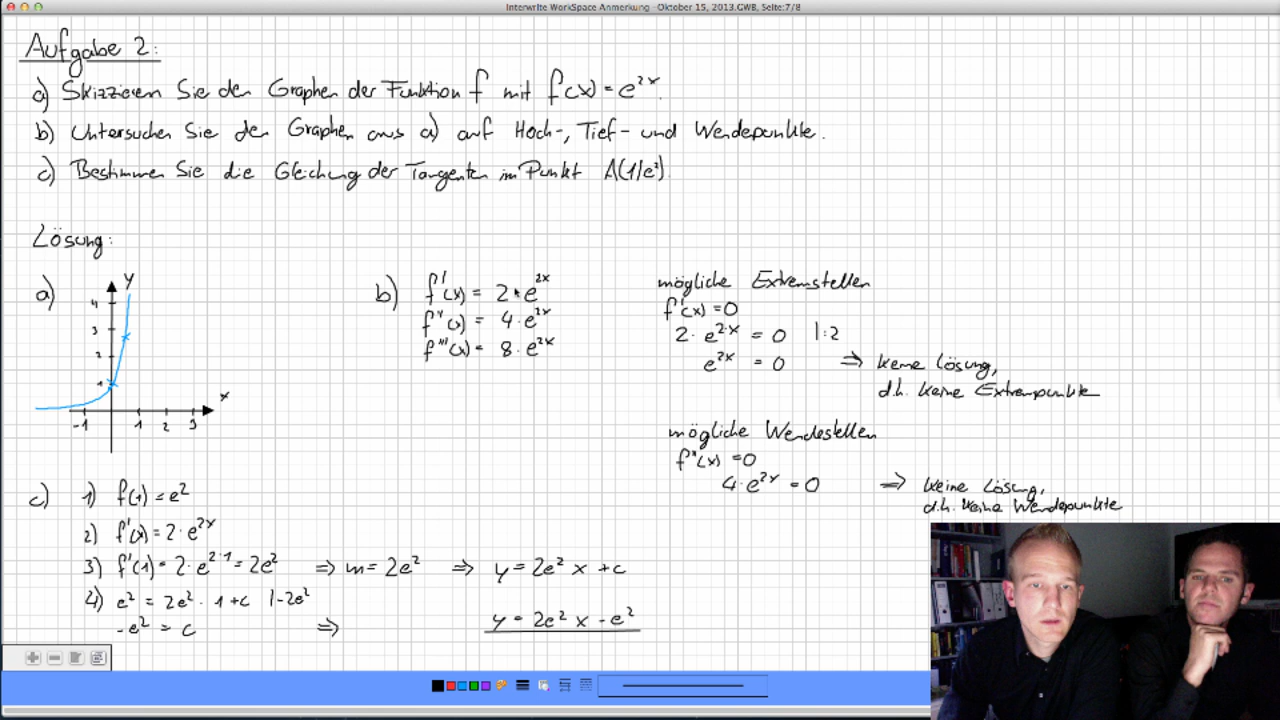 Interwrite WorkSpace Anmerkung -Oktober 15, 2013.GWB, Seite:7/8
Aufgabe 2:
a) Skizzieren Sie den Graphen der Funktion f mit f(x) = e^{2x}.
b) Untersuchen Sie den Graphen aus a) auf Hoch-, Tief- und Wendepunkte.
c) Bestimmen Sie die Gleichung der Tangenten im Punkt A(1/e²).
Lösung:
a)
y
4
3
2
1
x
-1 1 2 3
b) f'(x) = 2·e^{2x}
f''(x) = 4·e^{2x}
f'''(x) = 8·e^{2x}
mögliche Extremstellen
f'(x) = 0
2·e^{2·x} = 0 |:2
e^{2x} = 0 ⇒ keine Lösung,
d.h. keine Extrempunkte
mögliche Wendestellen
f''(x) = 0
4·e^{2x} = 0 ⇒ keine Lösung,
d.h. keine Wendepunkte
c) 1) f(1) = e²
2) f'(x) = 2·e^{2x}
3) f'(1) = 2·e^{2·1} = 2e² ⇒ m = 2e² ⇒ y = 2e² x + c
4) e² = 2e² · 1 + c |-2e²
-e² = c ⇒ y = 2e² x - e²